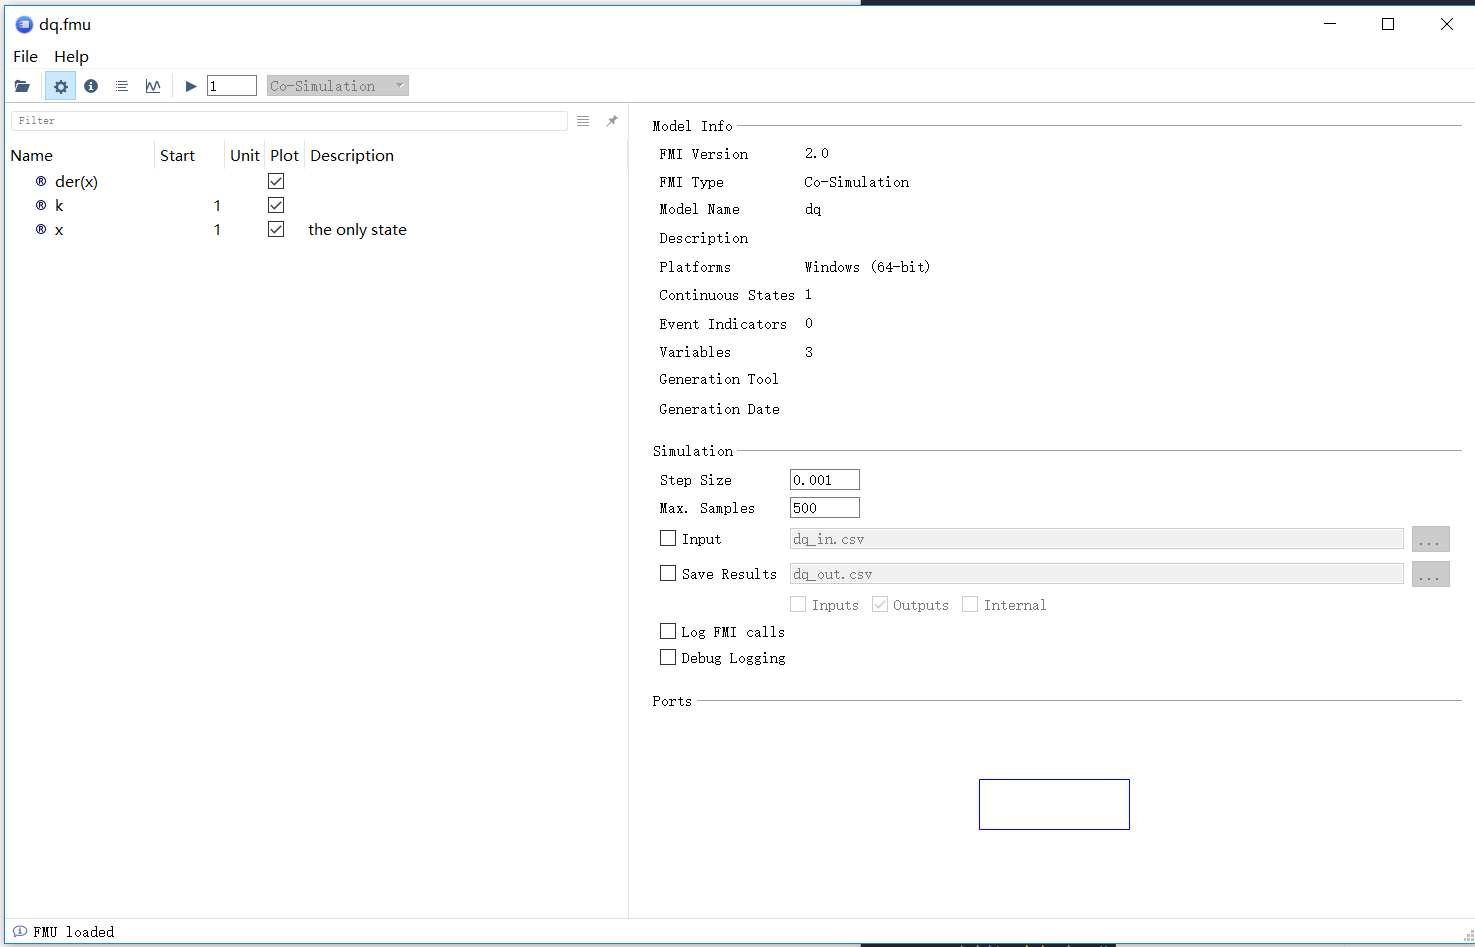 dq.fmu
File Help
1 Co-Simulation
Filter
Name Start Unit Plot Description
der(x)
k 1
x 1 the only state
Model Info
FMI Version 2.0
FMI Type Co-Simulation
Model Name dq
Description
Platforms Windows (64-bit)
Continuous States 1
Event Indicators 0
Variables 3
Generation Tool
Generation Date
Simulation
Step Size 0.001
Max. Samples 500
Input dq_in.csv ...
Save Results dq_out.csv ...
Inputs Outputs Internal
Log FMI calls
Debug Logging
Ports
FMU loaded